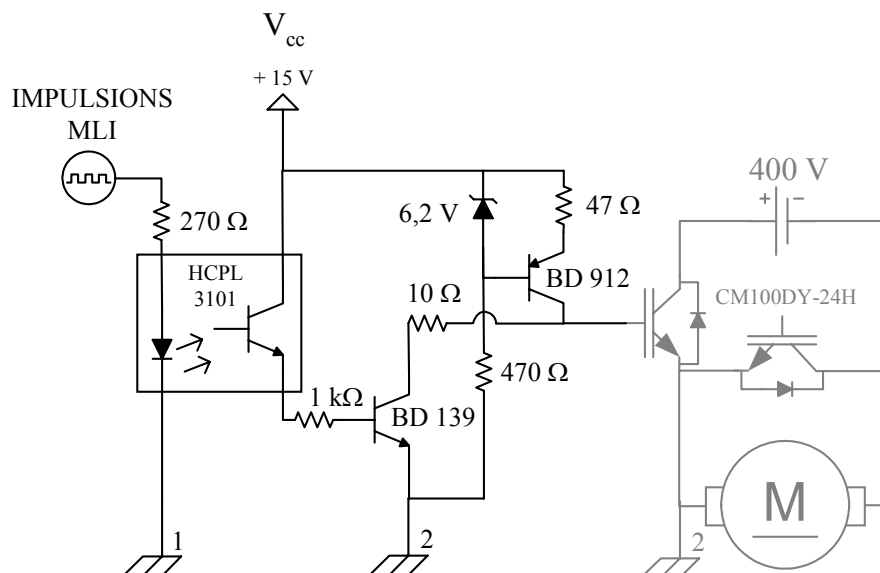 V_cc
+ 15 V
IMPULSIONS
MLI
270 Ω
HCPL
3101
1 kΩ
BD 139
10 Ω
6,2 V
470 Ω
47 Ω
BD 912
400 V
+ −
CM100DY-24H
M
1
2
2